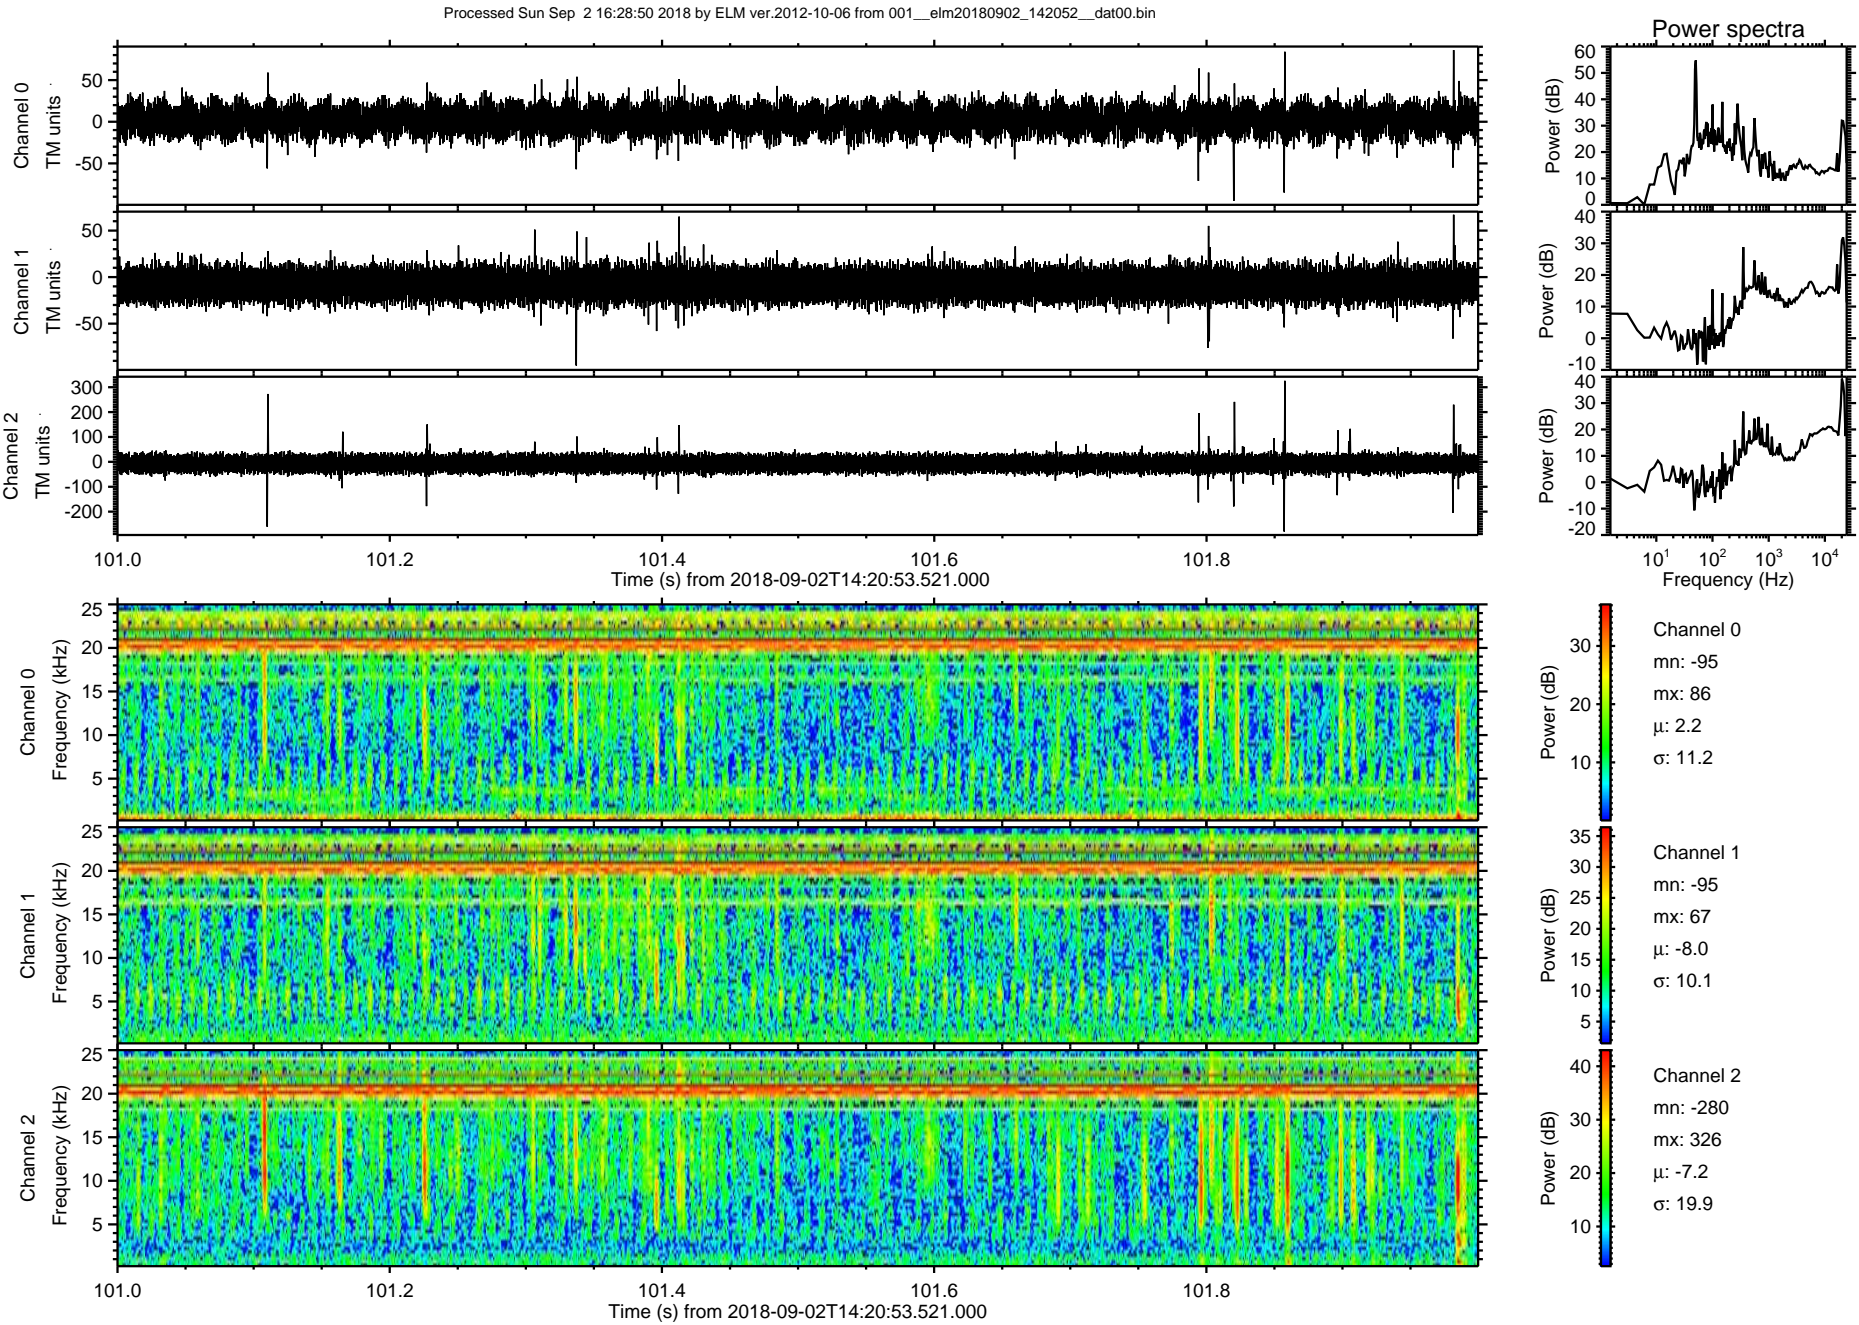 Processed Sun Sep  2 16:28:50 2018 by ELM ver.2012-10-06 from 001__elm20180902_142052__dat00.bin
Power spectra
Channel 0
TM units
50
0
-50
Power (dB)
60
50
40
30
20
10
0
Channel 1
TM units
50
0
-50
Power (dB)
40
30
20
10
0
-10
Channel 2
TM units
300
200
100
0
-100
-200
Power (dB)
40
30
20
10
0
-10
-20
101.0 101.2 101.4 101.6 101.8
Time (s) from 2018-09-02T14:20:53.521.000
10^1 10^2 10^3 10^4
Frequency (Hz)
Channel 0
Frequency (kHz)
25
20
15
10
5
Power (dB)
30
20
10
Channel 0
mn: -95
mx: 86
μ: 2.2
σ: 11.2
Channel 1
Frequency (kHz)
25
20
15
10
5
Power (dB)
35
30
25
20
15
10
5
Channel 1
mn: -95
mx: 67
μ: -8.0
σ: 10.1
Channel 2
Frequency (kHz)
25
20
15
10
5
Power (dB)
40
30
20
10
Channel 2
mn: -280
mx: 326
μ: -7.2
σ: 19.9
101.0 101.2 101.4 101.6 101.8
Time (s) from 2018-09-02T14:20:53.521.000